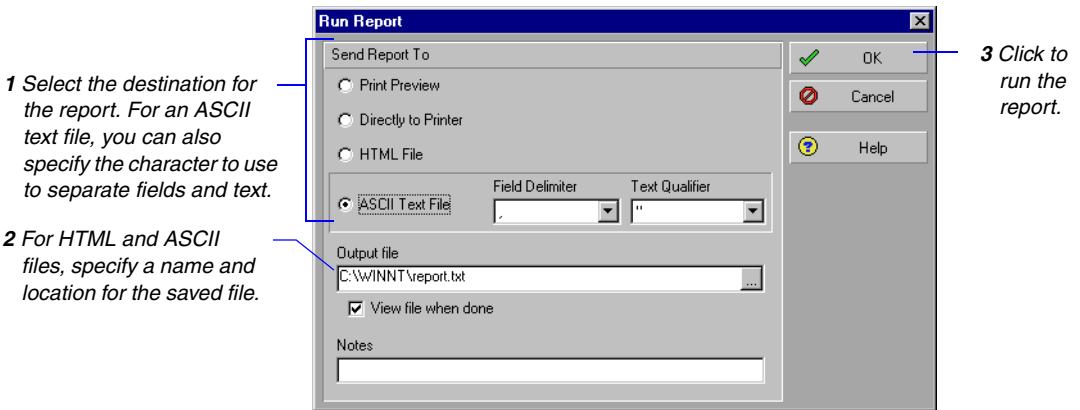 Run Report
Send Report To
Print Preview
Directly to Printer
HTML File
ASCII Text File
Field Delimiter
,
Text Qualifier
"
Output file
C:\WINNT\report.txt
...
View file when done
Notes
OK
Cancel
Help
1 Select the destination for
the report. For an ASCII
text file, you can also
specify the character to use
to separate fields and text.
2 For HTML and ASCII
files, specify a name and
location for the saved file.
3 Click to
run the
report.